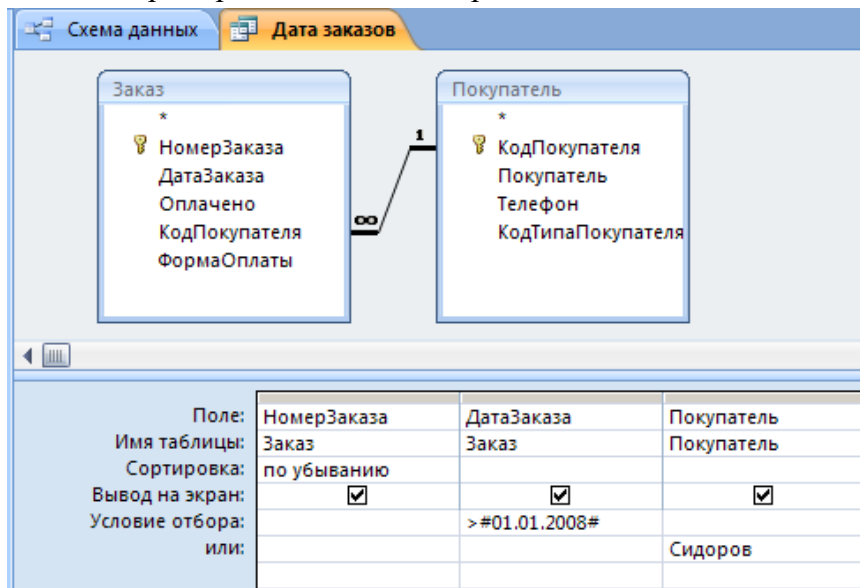 Схема данных Дата заказов
Заказ Покупатель
* *
НомерЗаказа КодПокупателя
ДатаЗаказа Покупатель
Оплачено Телефон
КодПокупателя КодТипаПокупателя
ФормаОплаты
1
∞
Поле: НомерЗаказа ДатаЗаказа Покупатель
Имя таблицы: Заказ Заказ Покупатель
Сортировка: по убыванию
Вывод на экран:
Условие отбора: >#01.01.2008#
или: Сидоров